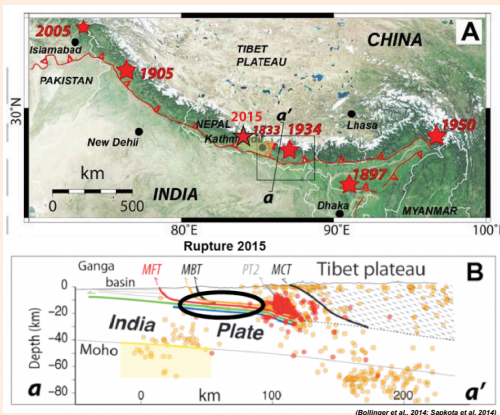 A
2005
Islamabad
PAKISTAN
1905
TIBET
PLATEAU
CHINA
30°N
New Dehli
NEPAL
2015
1833
1934
a'
Lhasa
1950
km
0 500
INDIA
a
1897
Dhaka
MYANMAR
80°E 90°E 100°E
Rupture 2015
B
Ganga
basin
MFT MBT PT2 MCT Tibet plateau
India Plate
Moho
Depth (km)
0
-20
-40
-60
-80
a 0 km 100 200 a'
(Bollinger et al., 2014; Sapkota et al. 2014)